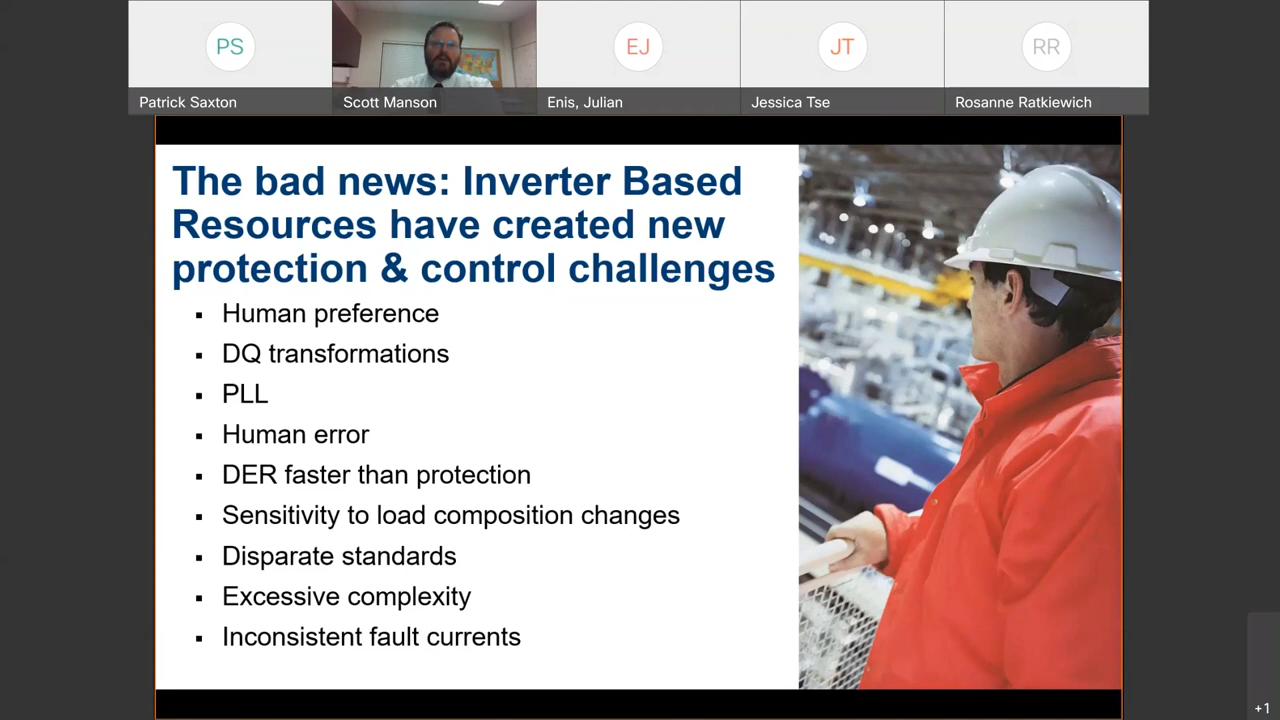 PS
EJ
JT
RR
Patrick Saxton
Scott Manson
Enis, Julian
Jessica Tse
Rosanne Ratkiewich
The bad news: Inverter Based
Resources have created new
protection & control challenges
▪ Human preference
▪ DQ transformations
▪ PLL
▪ Human error
▪ DER faster than protection
▪ Sensitivity to load composition changes
▪ Disparate standards
▪ Excessive complexity
▪ Inconsistent fault currents
+1